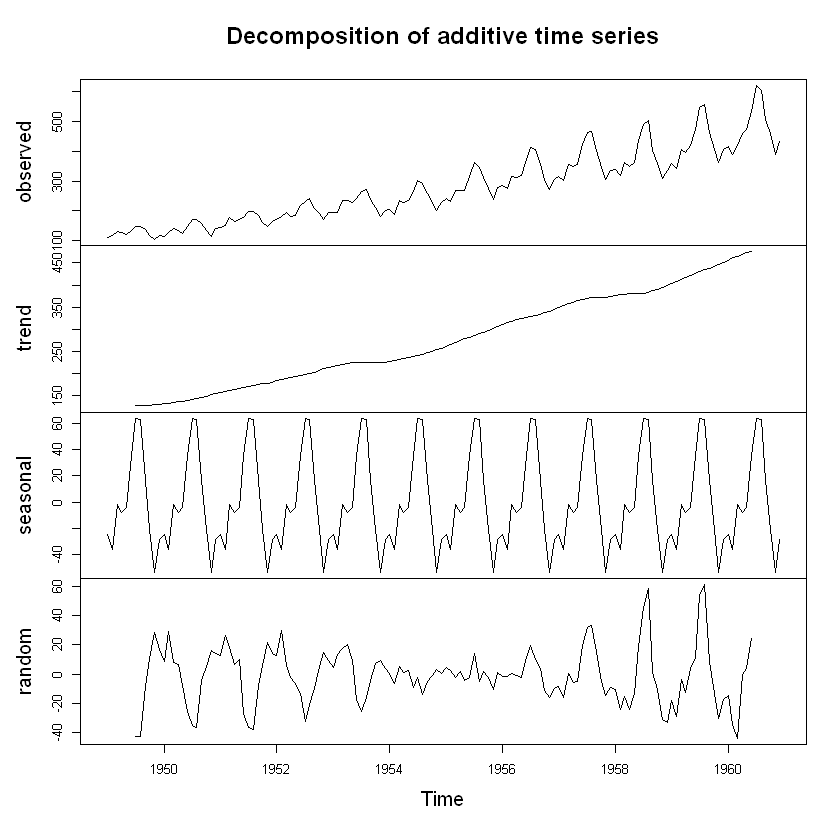 Decomposition of additive time series
observed
100 300 500
trend
150 250 350 450
seasonal
-40 0 20 40 60
random
-40 -20 0 20 40 60
1950 1952 1954 1956 1958 1960
Time